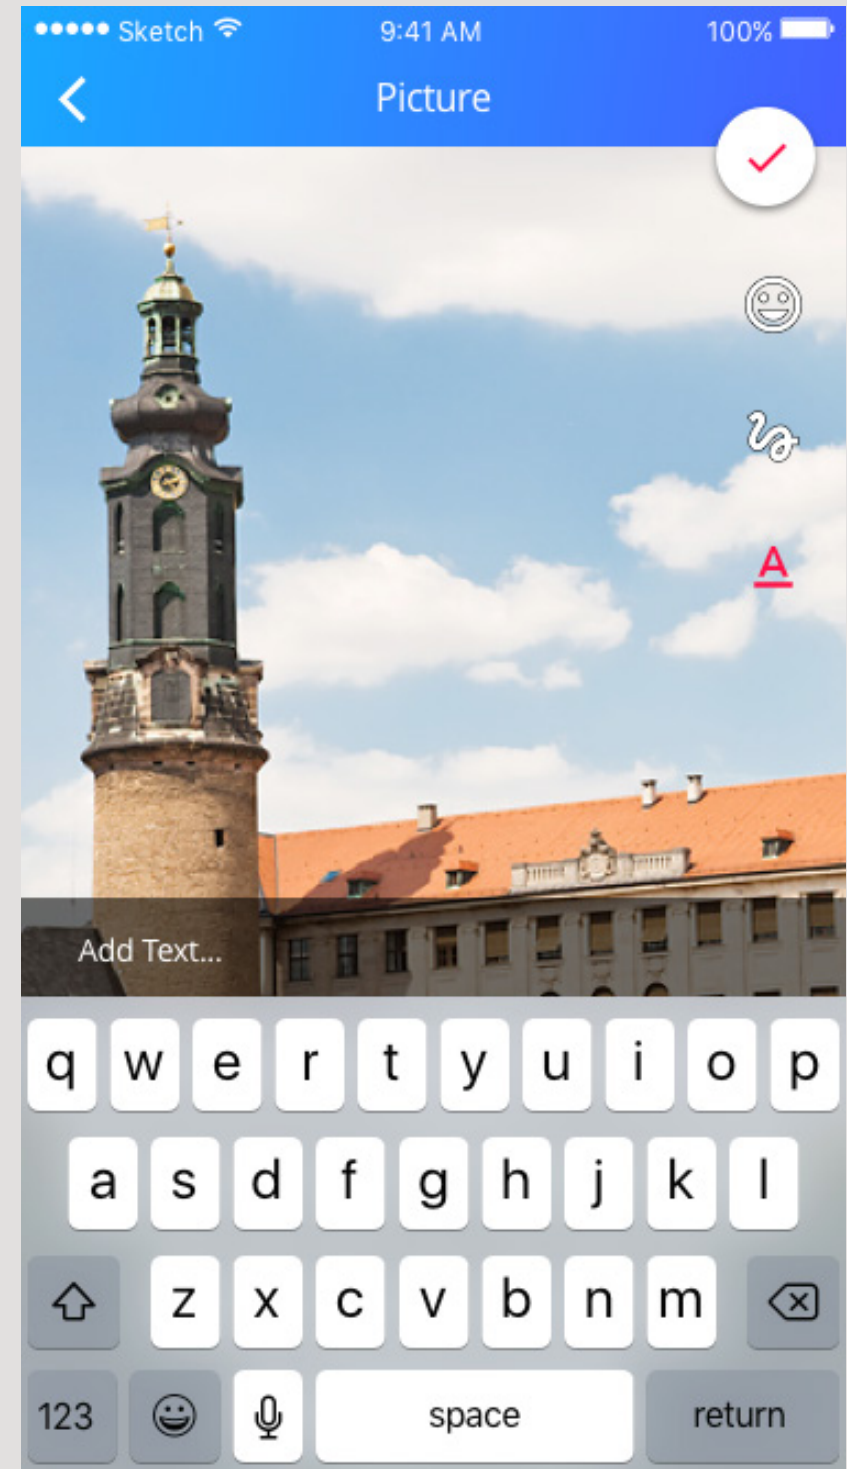 Sketch 9:41 AM 100%
Picture
A
Add Text...
q w e r t y u i o p
a s d f g h j k l
z x c v b n m
123 space return